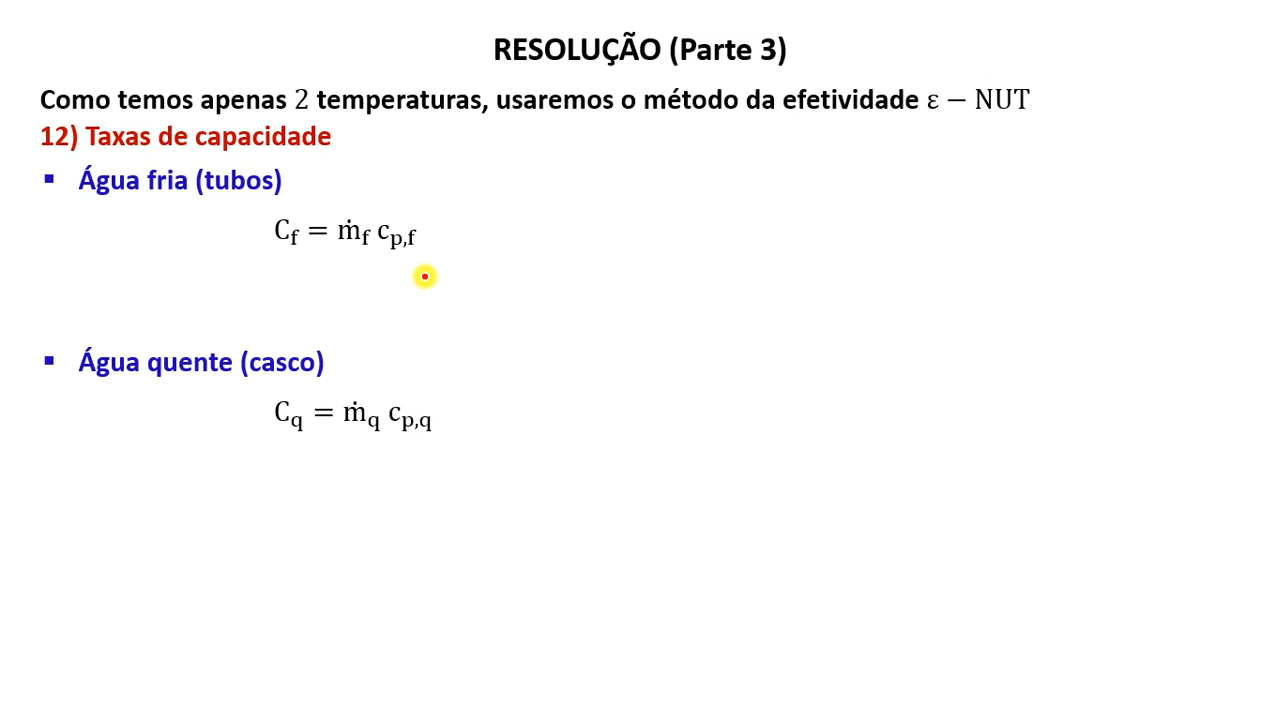 RESOLUÇÃO (Parte 3)
Como temos apenas 2 temperaturas, usaremos o método da efetividade ε − NUT
12) Taxas de capacidade
▪ Água fria (tubos)
C_f = ṁ_f c_p,f
▪ Água quente (casco)
C_q = ṁ_q c_p,q